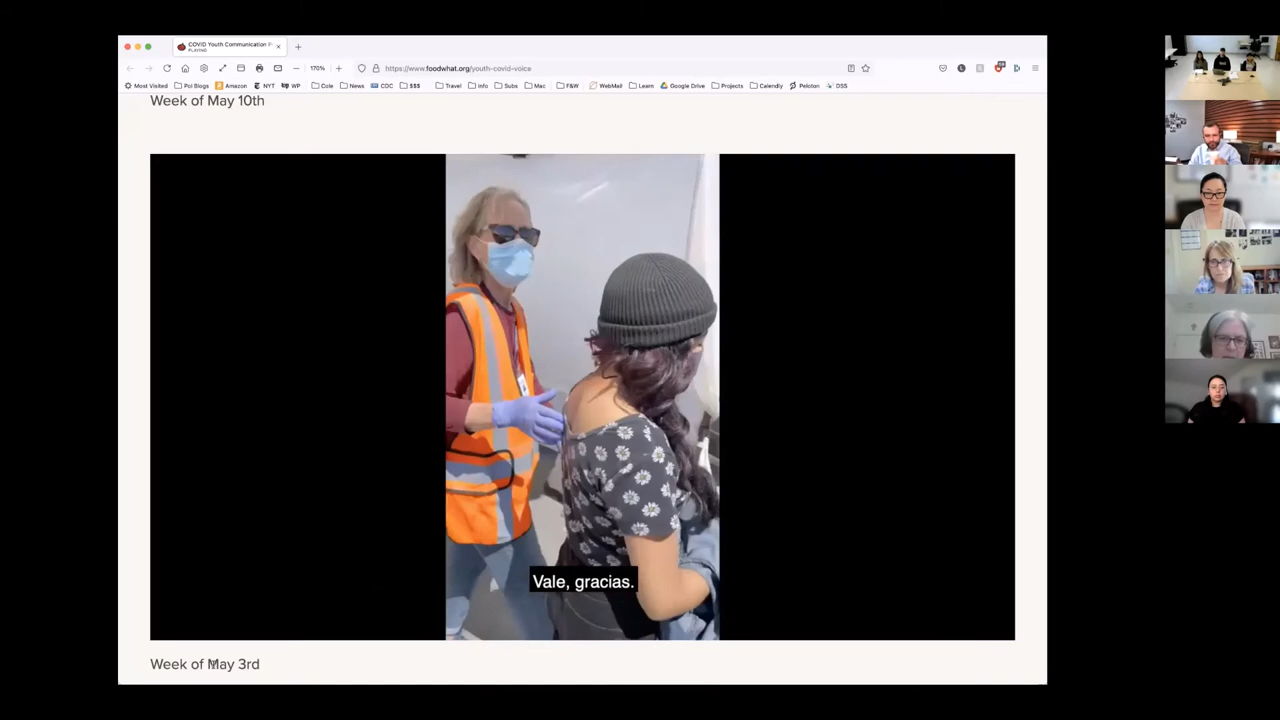 COVID Youth Communication P
PLAYING
170%
https://www.foodwhat.org/youth-covid-voice
Most Visited Pol Blogs Amazon NYT WP Cole News CDC $$$ Travel Info Subs Mac F&W WebMail Learn Google Drive Projects Calendly Peloton DSS
Week of May 10th
Vale, gracias.
Week of May 3rd